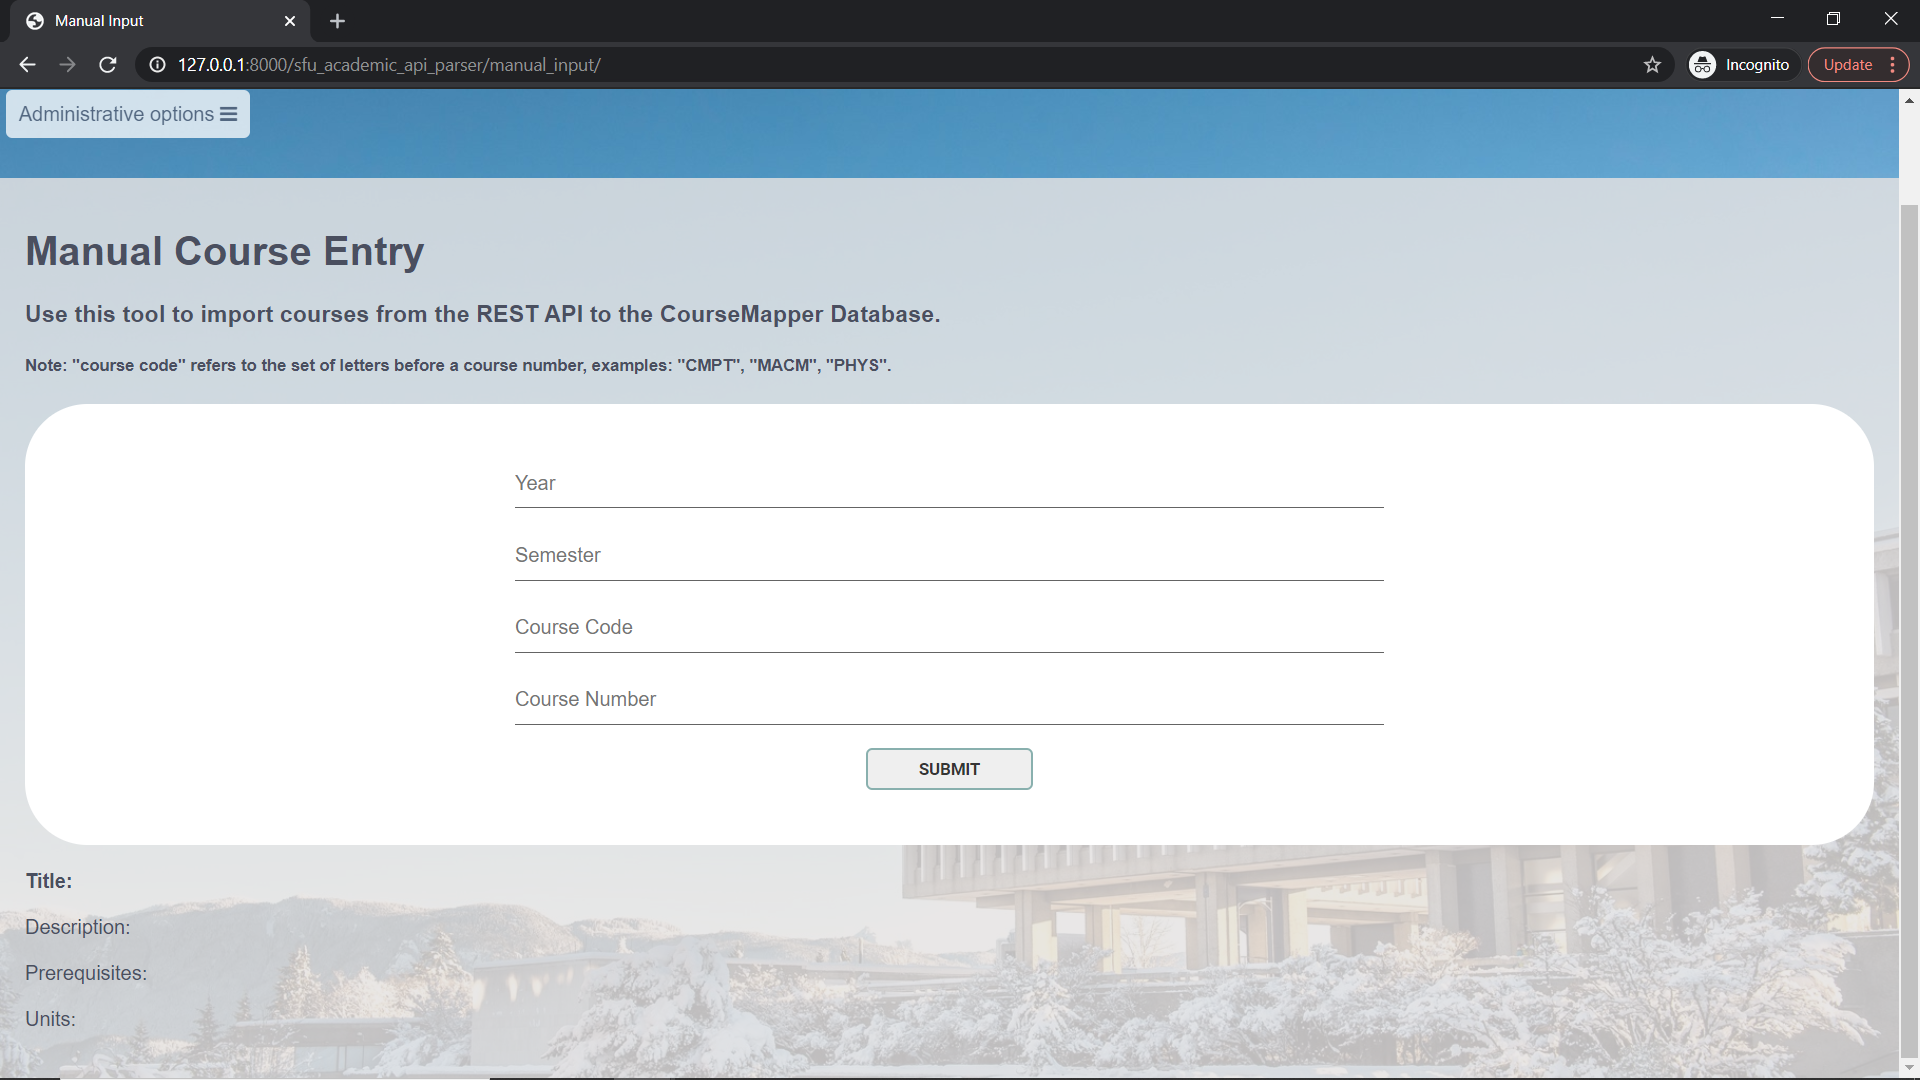 Manual Input
127.0.0.1:8000/sfu_academic_api_parser/manual_input/
Incognito
Update
Administrative options
Manual Course Entry
Use this tool to import courses from the REST API to the CourseMapper Database.
Note: "course code" refers to the set of letters before a course number, examples: "CMPT", "MACM", "PHYS".
Year
Semester
Course Code
Course Number
SUBMIT
Title:
Description:
Prerequisites:
Units: